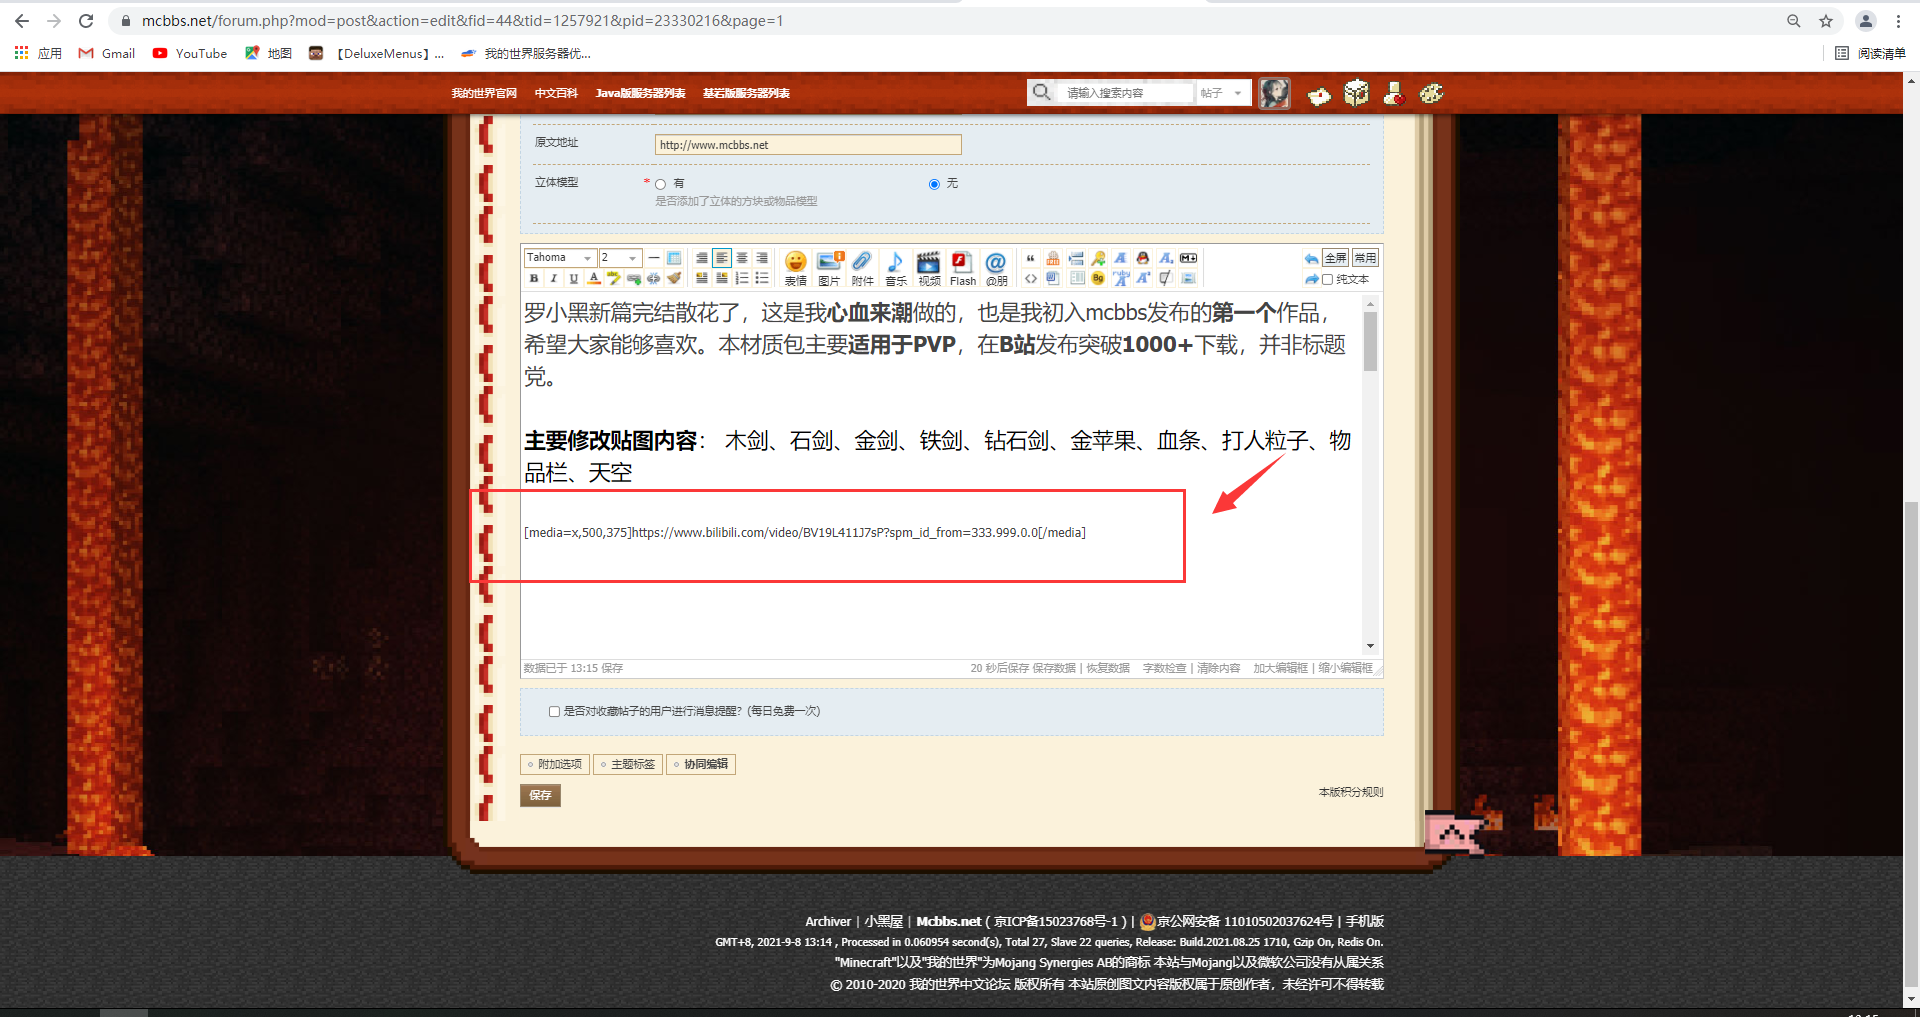 mcbbs.net/forum.php?mod=post&action=edit&fid=44&tid=1257921&pid=23330216&page=1
应用 Gmail YouTube 地图 【DeluxeMenus】... 我的世界服务器优... 阅读清单
我的世界官网 中文百科 Java版服务器列表 基岩版服务器列表 请输入搜索内容 帖子
原文地址 http://www.mcbbs.net
立体模型 * 有 无
是否添加了立体的方块或物品模型
Tahoma 2 全屏 常用
B I U 表情 图片 附件 音乐 视频 Flash @朋 纯文本
罗小黑新篇完结散花了，这是我心血来潮做的，也是我初入mcbbs发布的第一个作品，
希望大家能够喜欢。本材质包主要适用于PVP，在B站发布突破1000+下载，并非标题
党。
主要修改贴图内容： 木剑、石剑、金剑、铁剑、钻石剑、金苹果、血条、打人粒子、物
品栏、天空
[media=x,500,375]https://www.bilibili.com/video/BV19L411J7sP?spm_id_from=333.999.0.0[/media]
数据已于 13:15 保存 20 秒后保存 保存数据 | 恢复数据 字数检查 | 清除内容 加大编辑框 | 缩小编辑框
是否对收藏帖子的用户进行消息提醒？(每日免费一次)
附加选项 主题标签 协同编辑
保存 本版积分规则
Archiver | 小黑屋 | Mcbbs.net ( 京ICP备15023768号-1 ) | 京公网安备 11010502037624号 | 手机版
GMT+8, 2021-9-8 13:14 , Processed in 0.060954 second(s), Total 27, Slave 22 queries, Release: Build.2021.08.25 1710, Gzip On, Redis On.
"Minecraft"以及"我的世界"为Mojang Synergies AB的商标 本站与Mojang以及微软公司没有从属关系
© 2010-2020 我的世界中文论坛 版权所有 本站原创图文内容版权属于原创作者，未经许可不得转载